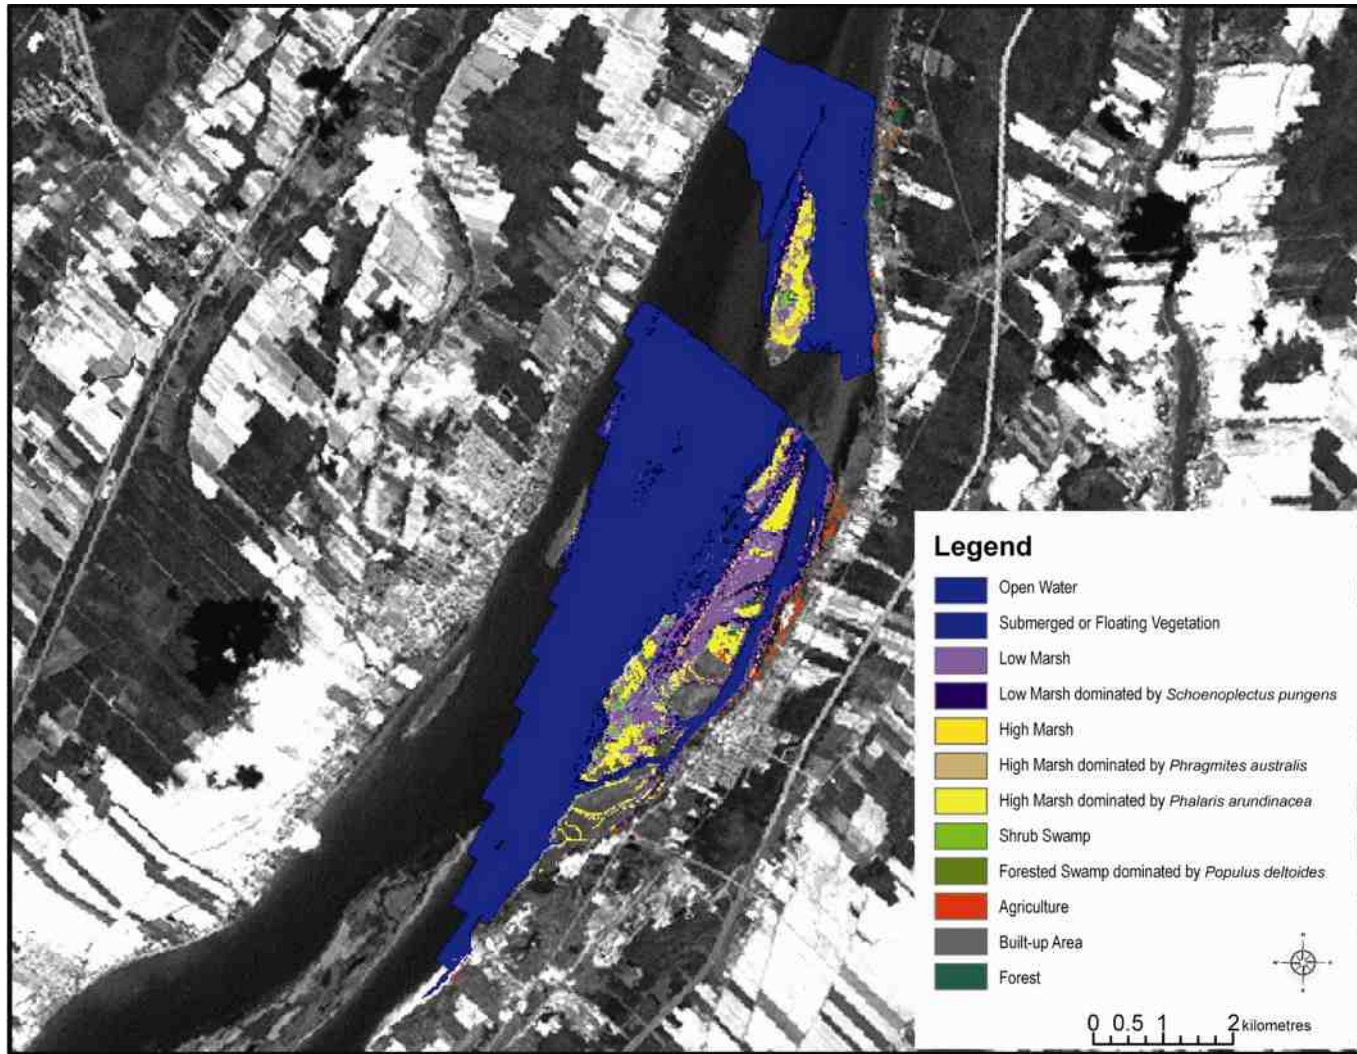 Legend
Open Water
Submerged or Floating Vegetation
Low Marsh
Low Marsh dominated by Schoenoplectus pungens
High Marsh
High Marsh dominated by Phragmites australis
High Marsh dominated by Phalaris arundinacea
Shrub Swamp
Forested Swamp dominated by Populus deltoides
Agriculture
Built-up Area
Forest
0 0.5 1 2 kilometres